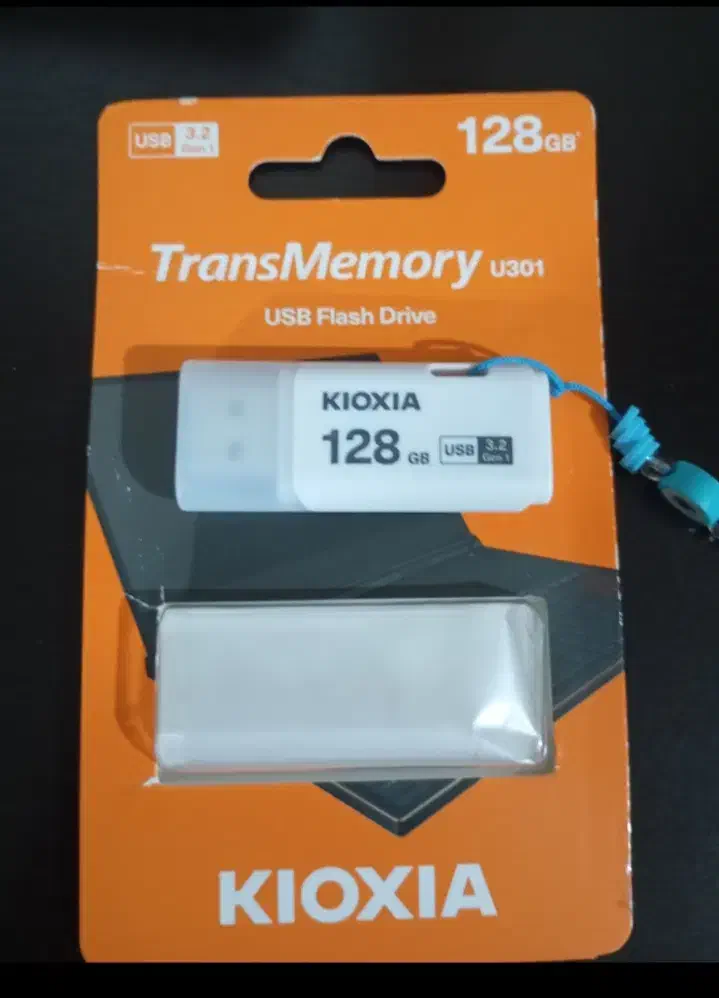 USB 3.2 Gen 1
128GB*
TransMemory U301
USB Flash Drive
KIOXIA
128 GB USB 3.2 Gen 1
KIOXIA